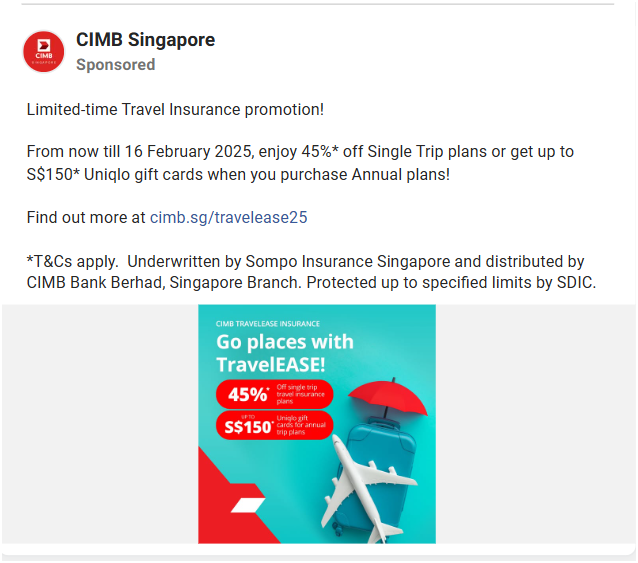 CIMB
SINGAPORE
CIMB Singapore
Sponsored
Limited-time Travel Insurance promotion!
From now till 16 February 2025, enjoy 45%* off Single Trip plans or get up to
S$150* Uniqlo gift cards when you purchase Annual plans!
Find out more at cimb.sg/travelease25
*T&Cs apply.  Underwritten by Sompo Insurance Singapore and distributed by
CIMB Bank Berhad, Singapore Branch. Protected up to specified limits by SDIC.
CIMB TRAVELEASE INSURANCE
Go places with
TravelEASE!
45%*
Off single trip
travel insurance
plans
UP TO
S$150*
Uniqlo gift
cards for annual
trip plans